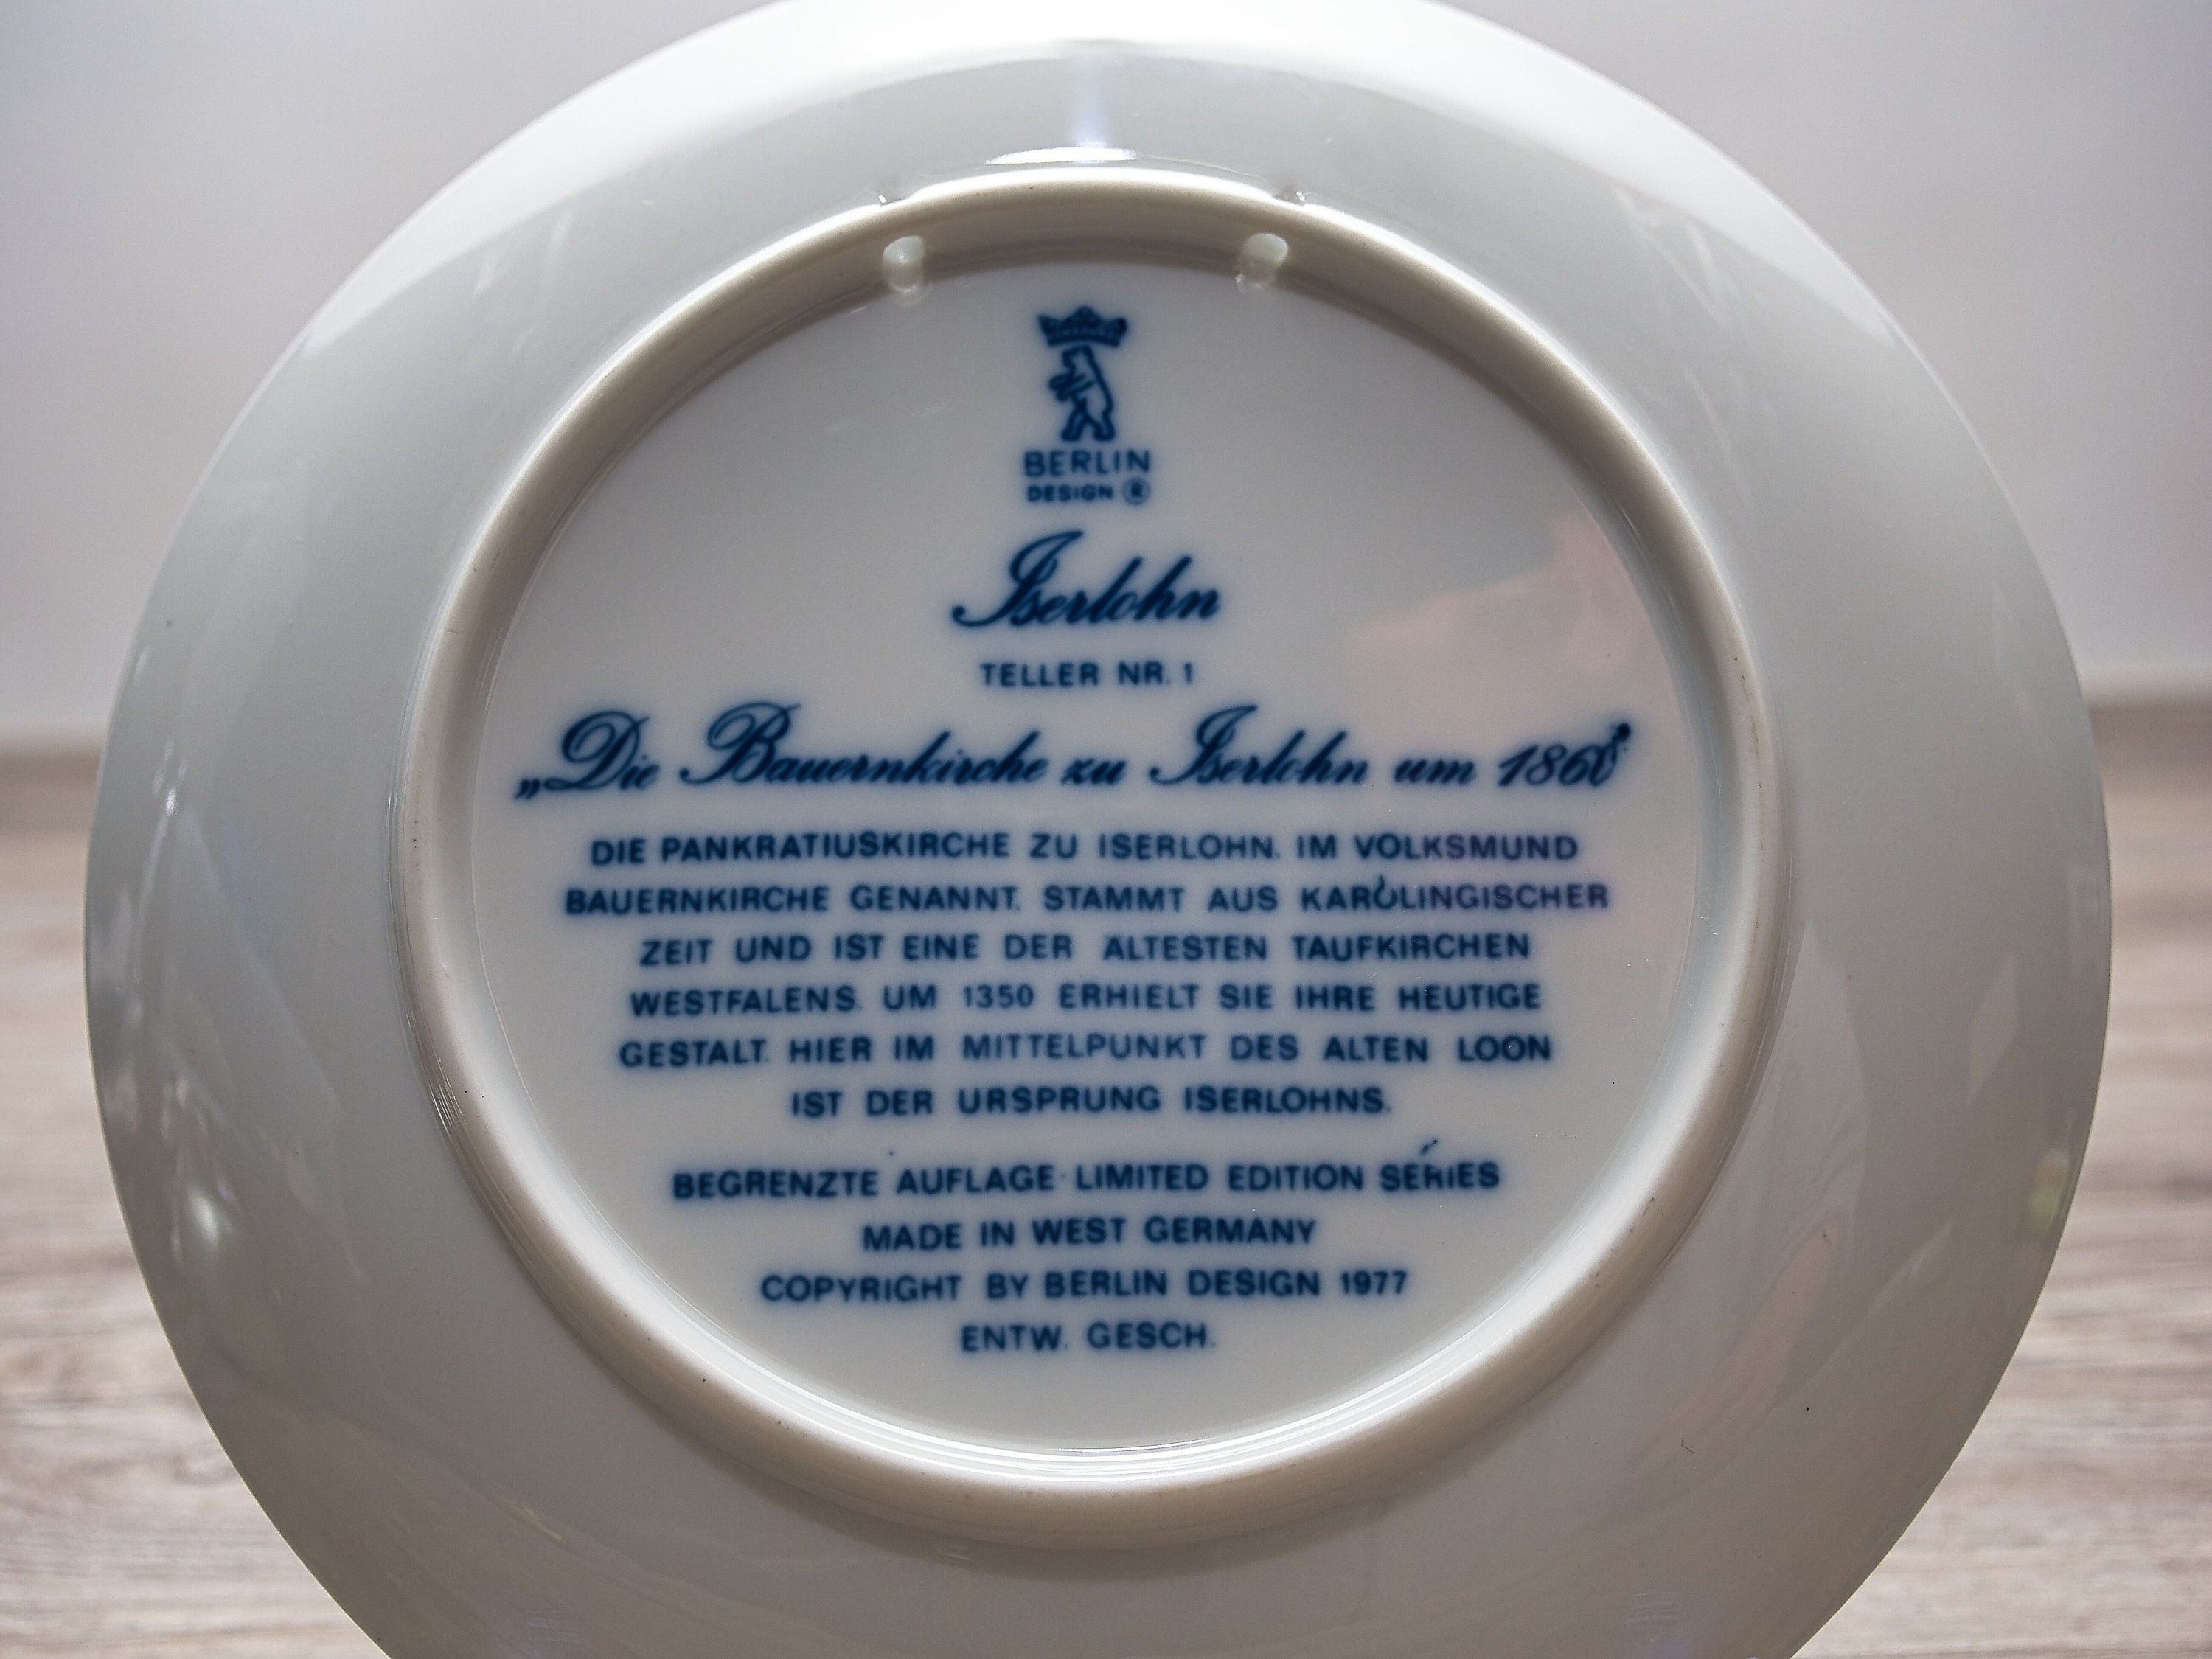 BERLIN
DESIGN ®
Iserlohn
TELLER NR. 1
„Die Bauernkirche zu Iserlohn um 1860"
DIE PANKRATIUSKIRCHE ZU ISERLOHN. IM VOLKSMUND
BAUERNKIRCHE GENANNT. STAMMT AUS KAROLINGISCHER
ZEIT UND IST EINE DER ÄLTESTEN TAUFKIRCHEN
WESTFALENS. UM 1350 ERHIELT SIE IHRE HEUTIGE
GESTALT. HIER IM MITTELPUNKT DES ALTEN LOON
IST DER URSPRUNG ISERLOHNS.
BEGRENZTE AUFLAGE · LIMITED EDITION SERIES
MADE IN WEST GERMANY
COPYRIGHT BY BERLIN DESIGN 1977
ENTW. GESCH.